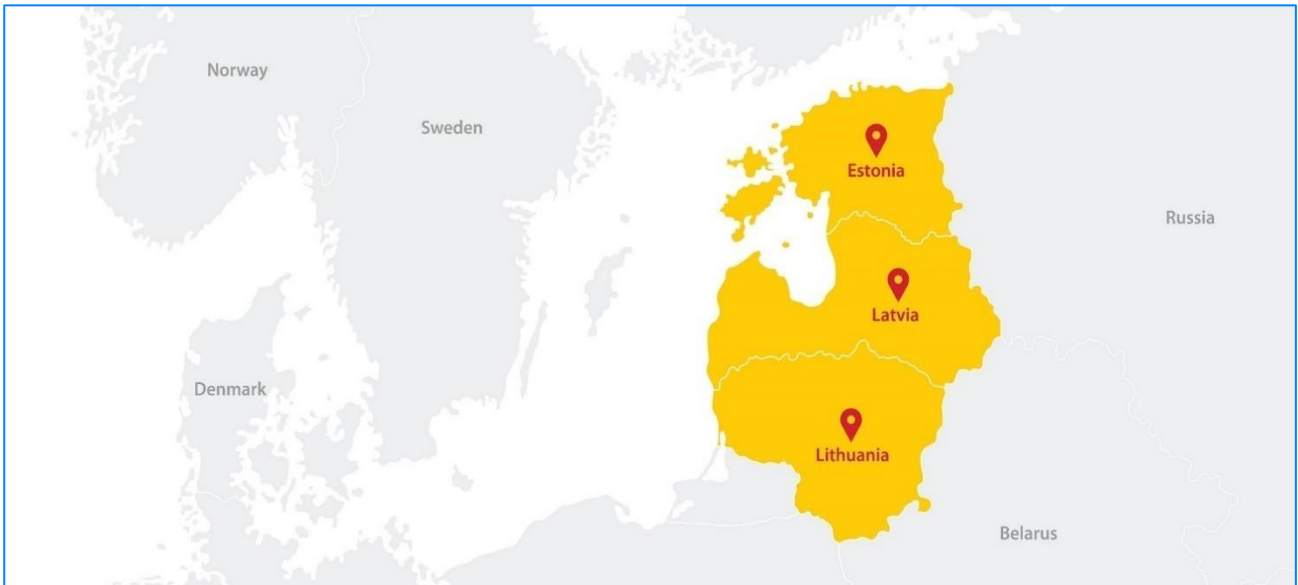 Norway
Sweden
Estonia
Russia
Latvia
Denmark
Lithuania
Belarus